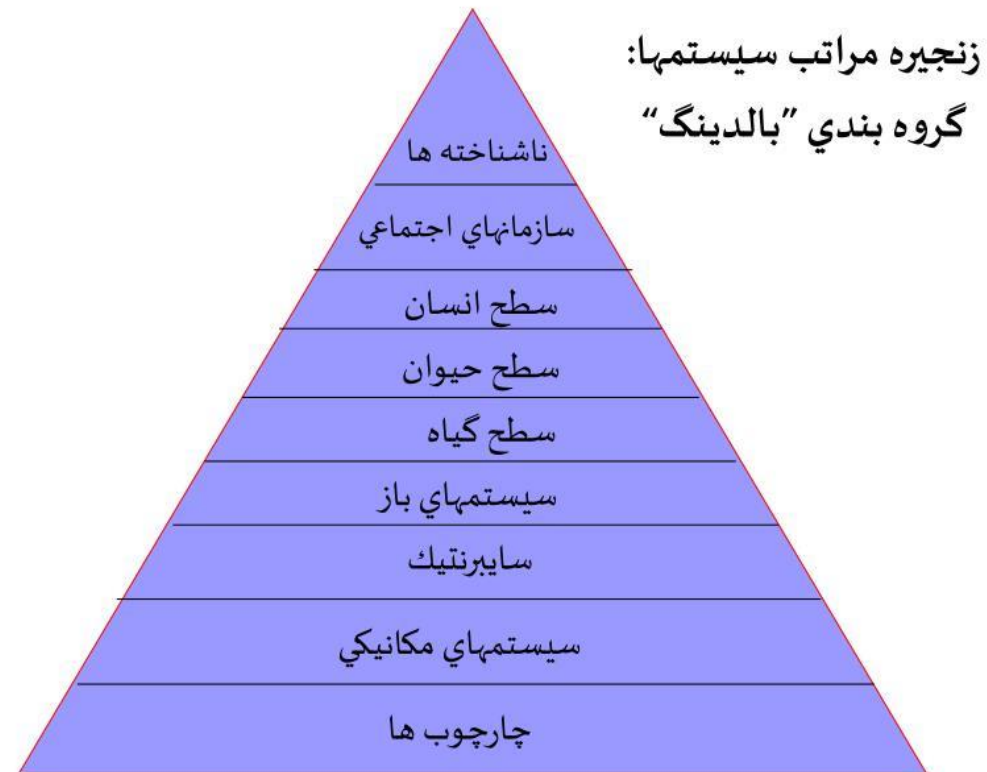 زنجيره مراتب سيستمها:
گروه بندي ”بالدينگ“
ناشناخته ها
سازمانهاي اجتماعي
سطح انسان
سطح حيوان
سطح گياه
سيستمهاي باز
سايبرنتيك
سيستمهاي مكانيكي
چارچوب ها